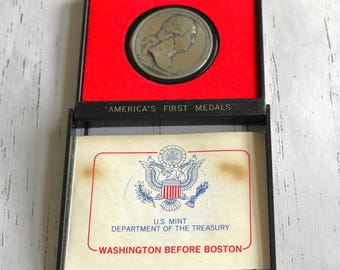 "AMERICA'S FIRST MEDALS"
U.S. MINT
DEPARTMENT OF THE TREASURY
WASHINGTON BEFORE BOSTON